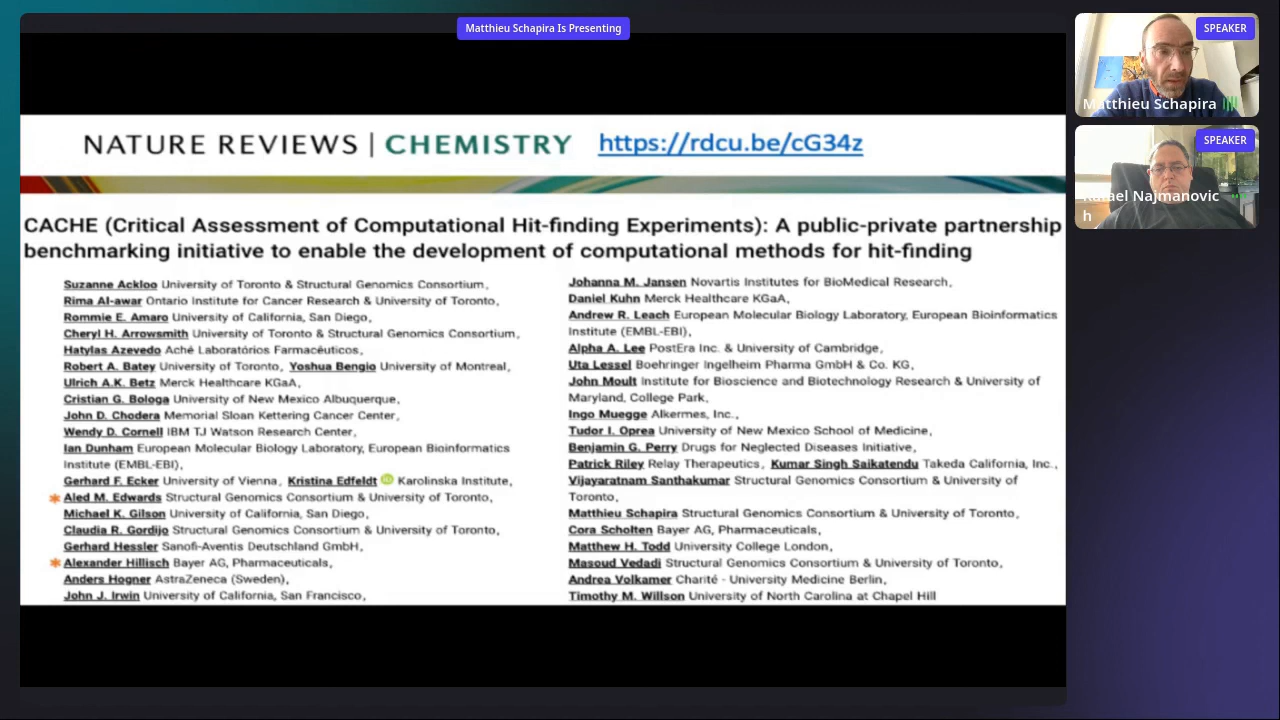 Matthieu Schapira Is Presenting
NATURE REVIEWS | CHEMISTRY https://rdcu.be/cG34z
CACHE (Critical Assessment of Computational Hit-finding Experiments): A public-private partnership
benchmarking initiative to enable the development of computational methods for hit-finding
Suzanne Ackloo University of Toronto & Structural Genomics Consortium,
Rima Al-awar Ontario Institute for Cancer Research & University of Toronto,
Rommie E. Amaro University of California, San Diego,
Cheryl H. Arrowsmith University of Toronto & Structural Genomics Consortium,
Hatylas Azevedo Aché Laboratórios Farmacêuticos,
Robert A. Batey University of Toronto, Yoshua Bengio University of Montreal,
Ulrich A.K. Betz Merck Healthcare KGaA,
Cristian G. Bologa University of New Mexico Albuquerque,
John D. Chodera Memorial Sloan Kettering Cancer Center,
Wendy D. Cornell IBM TJ Watson Research Center,
Ian Dunham European Molecular Biology Laboratory, European Bioinformatics
Institute (EMBL-EBI),
Gerhard F. Ecker University of Vienna, Kristina Edfeldt iD Karolinska Institute,
* Aled M. Edwards Structural Genomics Consortium & University of Toronto,
Michael K. Gilson University of California, San Diego,
Claudia R. Gordijo Structural Genomics Consortium & University of Toronto,
Gerhard Hessler Sanofi-Aventis Deutschland GmbH,
* Alexander Hillisch Bayer AG, Pharmaceuticals,
Anders Hogner AstraZeneca (Sweden),
John J. Irwin University of California, San Francisco,
Johanna M. Jansen Novartis Institutes for BioMedical Research,
Daniel Kuhn Merck Healthcare KGaA,
Andrew R. Leach European Molecular Biology Laboratory, European Bioinformatics
Institute (EMBL-EBI),
Alpha A. Lee PostEra Inc. & University of Cambridge,
Uta Lessel Boehringer Ingelheim Pharma GmbH & Co. KG,
John Moult Institute for Bioscience and Biotechnology Research & University of
Maryland, College Park,
Ingo Muegge Alkermes, Inc.,
Tudor I. Oprea University of New Mexico School of Medicine,
Benjamin G. Perry Drugs for Neglected Diseases Initiative,
Patrick Riley Relay Therapeutics, Kumar Singh Saikatendu Takeda California, Inc.,
Vijayaratnam Santhakumar Structural Genomics Consortium & University of
Toronto,
Matthieu Schapira Structural Genomics Consortium & University of Toronto,
Cora Scholten Bayer AG, Pharmaceuticals,
Matthew H. Todd University College London,
Masoud Vedadi Structural Genomics Consortium & University of Toronto,
Andrea Volkamer Charité - University Medicine Berlin,
Timothy M. Willson University of North Carolina at Chapel Hill
SPEAKER
Matthieu Schapira
SPEAKER
Rafael Najmanovic
h